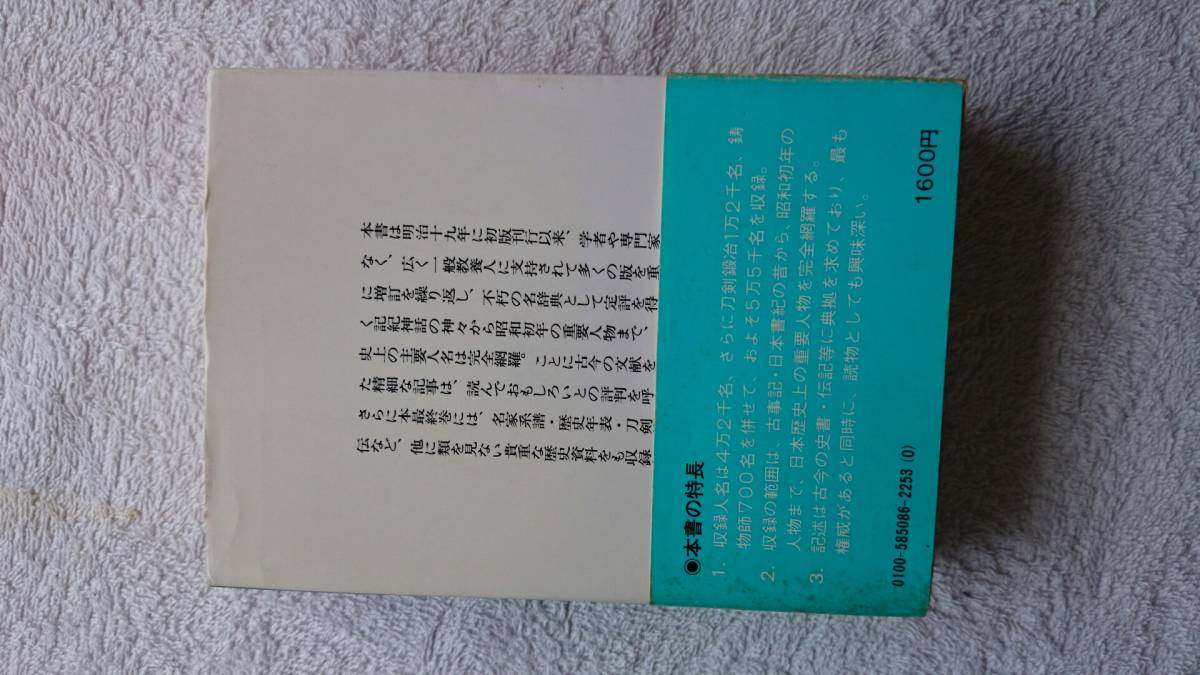 本書は明治十九年に初版刊行以来、学者や専門家
なく、広く一般教養人に支持されて多くの版を重
に増訂を繰り返し、不朽の名辞典として定評を得
く記紀神話の神々から昭和初年の重要人物まで、
史上の主要人名は完全網羅。ことに古今の文献を
た精細な記事は、読んでおもしろいとの評判を呼
さらに本最終巻には、名家系譜・歴史年表・刀剣
伝など、他に類を見ない貴重な歴史資料をも収録
◉本書の特長
1. 収録人名は4万2千名、さらに刀剣鍛冶1万2千名、鋳
物師700名を併せて、およそ5万5千名を収録。
2. 収録の範囲は、古事記・日本書紀の昔から、昭和初年の
人物まで、日本歴史上の重要人物を完全網羅する。
3. 記述は古今の史書・伝記等に典拠を求めており、最も
権威があると同時に、読物としても興味深い。
0100-585086-2253(0)
1600円